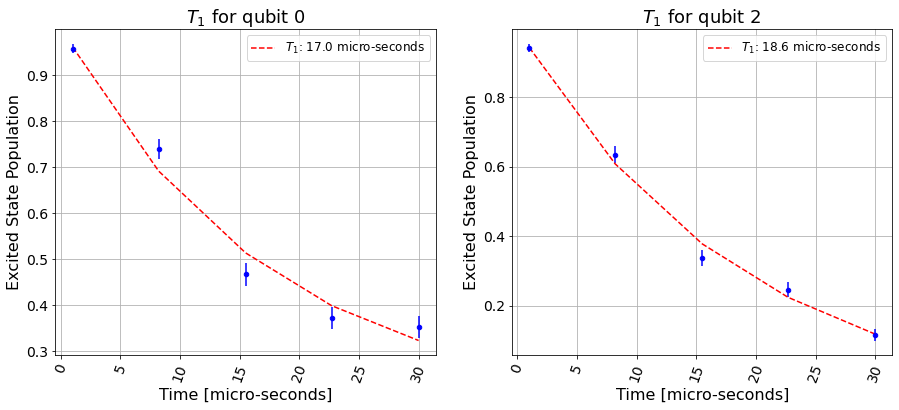 T1 for qubit 0
T1: 17.0 micro-seconds
Excited State Population
0.9
0.8
0.7
0.6
0.5
0.4
0.3
0 5 10 15 20 25 30
Time [micro-seconds]
T1 for qubit 2
T1: 18.6 micro-seconds
Excited State Population
0.8
0.6
0.4
0.2
0 5 10 15 20 25 30
Time [micro-seconds]